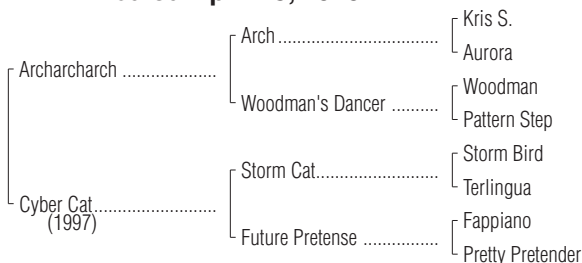 Kris S.
Arch
Aurora
Archarcharch
Woodman
Woodman's Dancer
Pattern Step
Storm Bird
Storm Cat
Terlingua
Cyber Cat
(1997)
Fappiano
Future Pretense
Pretty Pretender